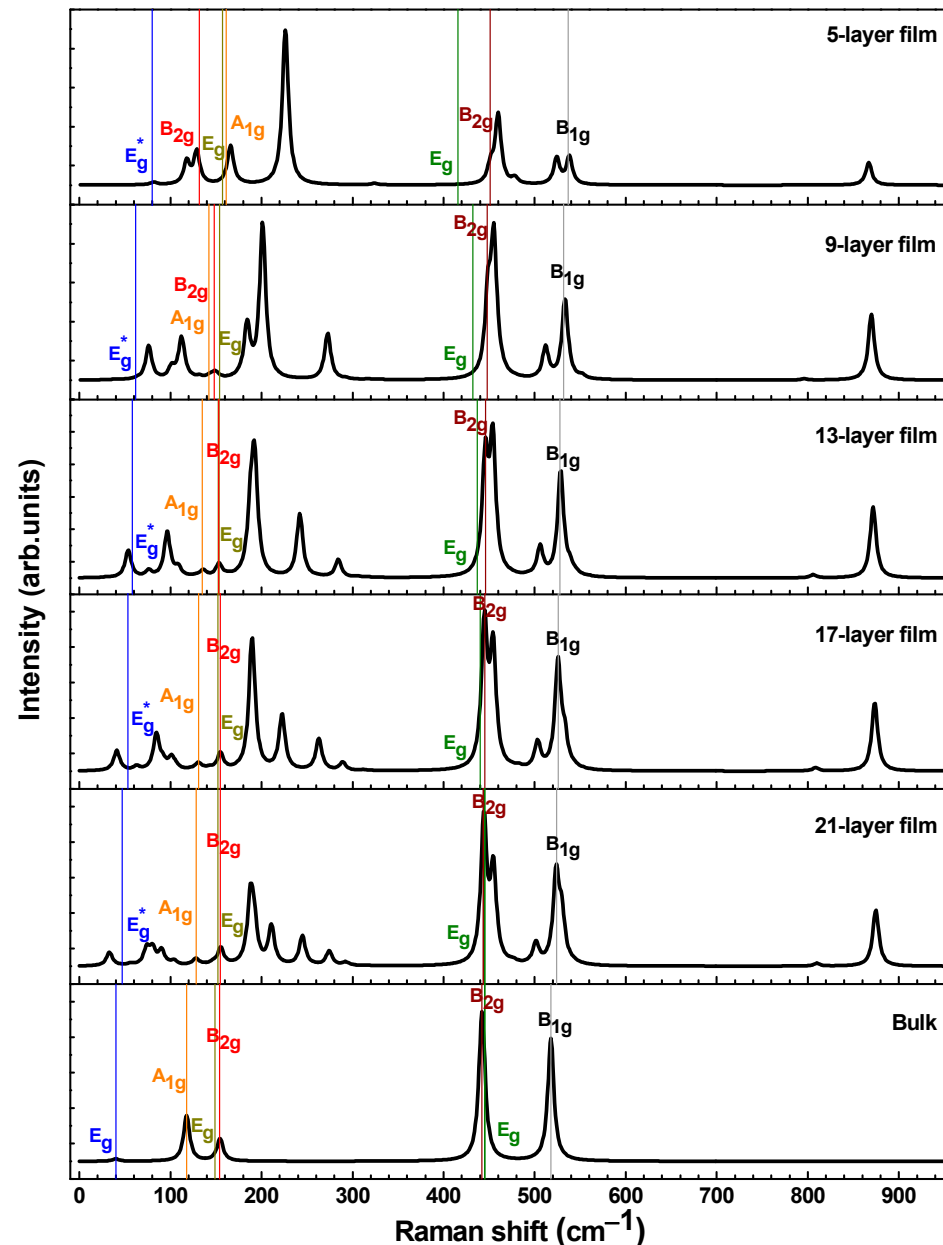 5-layer film
E*g B2g Eg A1g Eg B2g B1g
9-layer film
E*g B2g A1g Eg Eg B2g B1g
13-layer film
E*g A1g B2g Eg Eg B2g B1g
17-layer film
E*g A1g B2g Eg Eg B2g B1g
21-layer film
E*g A1g B2g Eg Eg B2g B1g
Bulk
Eg A1g Eg B2g B2g Eg B1g
0 100 200 300 400 500 600 700 800 900
Raman shift (cm−1)
Intensity (arb.units)